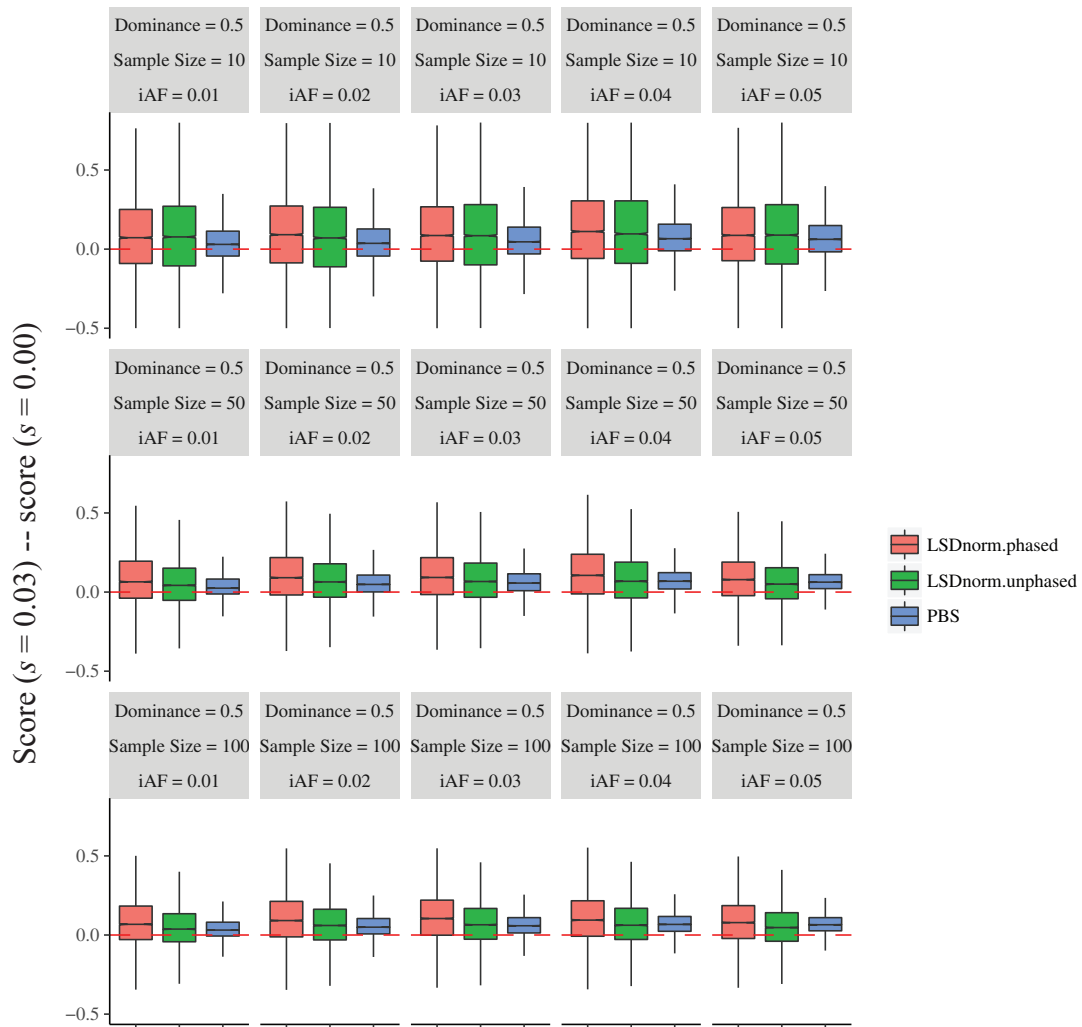 Dominance = 0.5 Dominance = 0.5 Dominance = 0.5 Dominance = 0.5 Dominance = 0.5
Sample Size = 10 Sample Size = 10 Sample Size = 10 Sample Size = 10 Sample Size = 10
iAF = 0.01 iAF = 0.02 iAF = 0.03 iAF = 0.04 iAF = 0.05
0.5
0.0
−0.5
Dominance = 0.5 Dominance = 0.5 Dominance = 0.5 Dominance = 0.5 Dominance = 0.5
Sample Size = 50 Sample Size = 50 Sample Size = 50 Sample Size = 50 Sample Size = 50
iAF = 0.01 iAF = 0.02 iAF = 0.03 iAF = 0.04 iAF = 0.05
0.5
0.0
−0.5
Dominance = 0.5 Dominance = 0.5 Dominance = 0.5 Dominance = 0.5 Dominance = 0.5
Sample Size = 100 Sample Size = 100 Sample Size = 100 Sample Size = 100 Sample Size = 100
iAF = 0.01 iAF = 0.02 iAF = 0.03 iAF = 0.04 iAF = 0.05
0.5
0.0
−0.5
Score (s = 0.03) -- score (s = 0.00)
LSDnorm.phased
LSDnorm.unphased
PBS